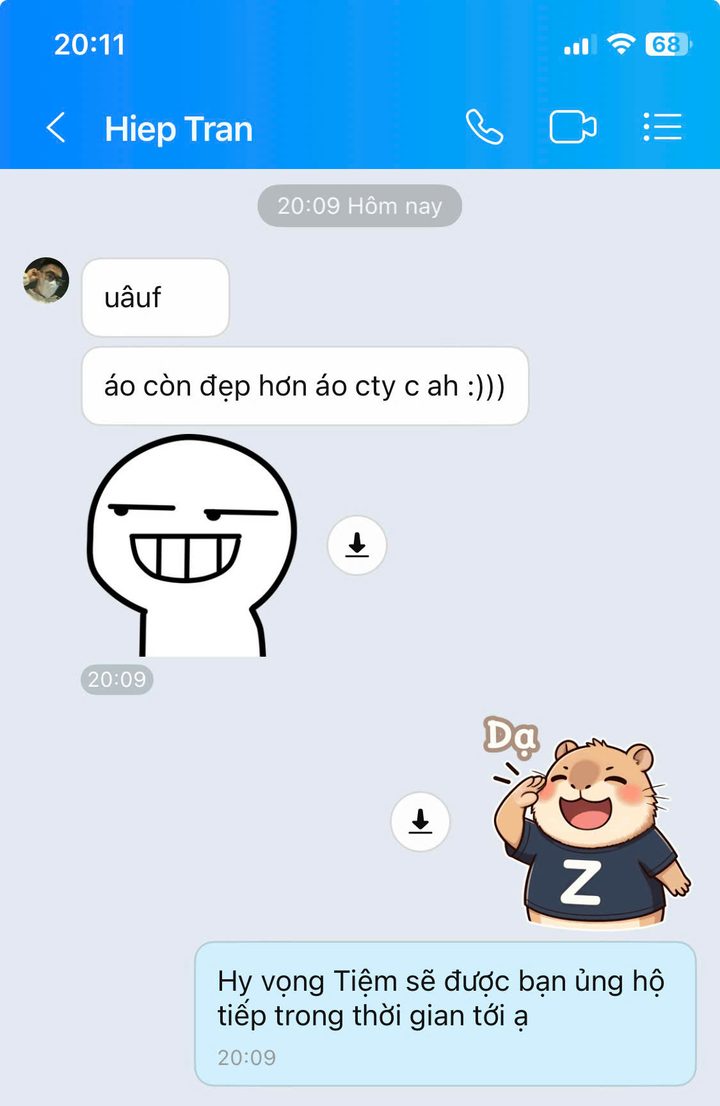 20:11
68
Hiep Tran
20:09 Hôm nay
uâuf
áo còn đẹp hơn áo cty c ah :)))
20:09
Dạ
Z
Hy vọng Tiệm sẽ được bạn ủng hộ
tiếp trong thời gian tới ạ
20:09